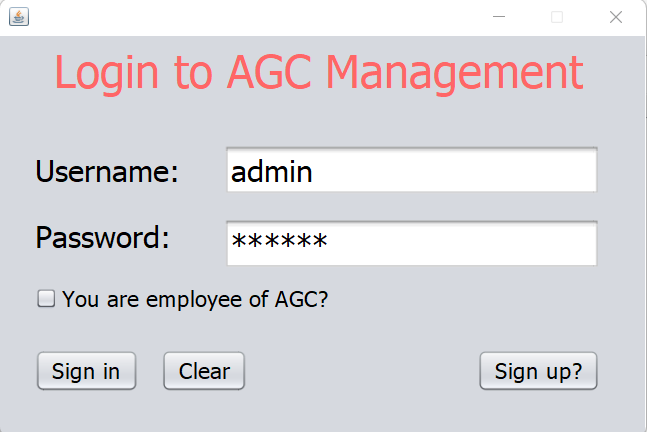 Login to AGC Management
Username: admin
Password: ******
You are employee of AGC?
Sign in Clear Sign up?